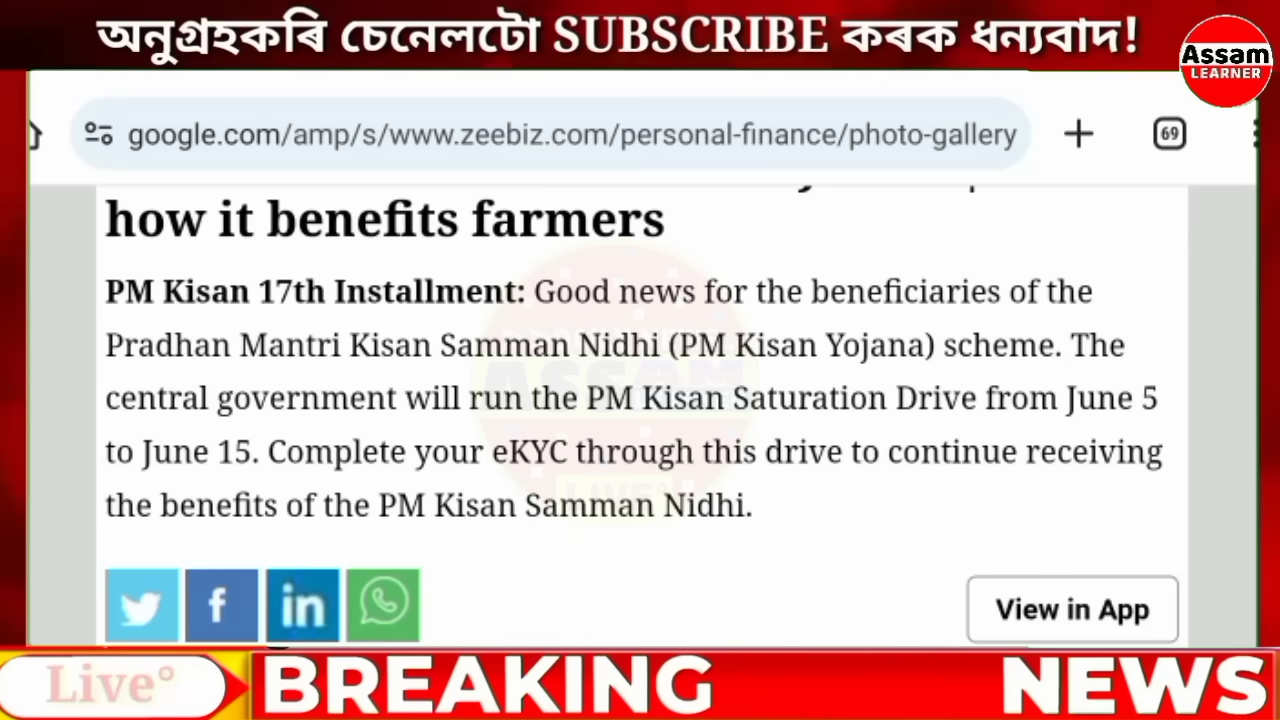 অনুগ্ৰহকৰি চেনেলটো SUBSCRIBE কৰক ধন্যবাদ!
Assam
LEARNER
google.com/amp/s/www.zeebiz.com/personal-finance/photo-gallery
69
how it benefits farmers
PM Kisan 17th Installment: Good news for the beneficiaries of the
Pradhan Mantri Kisan Samman Nidhi (PM Kisan Yojana) scheme. The
central government will run the PM Kisan Saturation Drive from June 5
to June 15. Complete your eKYC through this drive to continue receiving
the benefits of the PM Kisan Samman Nidhi.
View in App
Live°
BREAKING NEWS